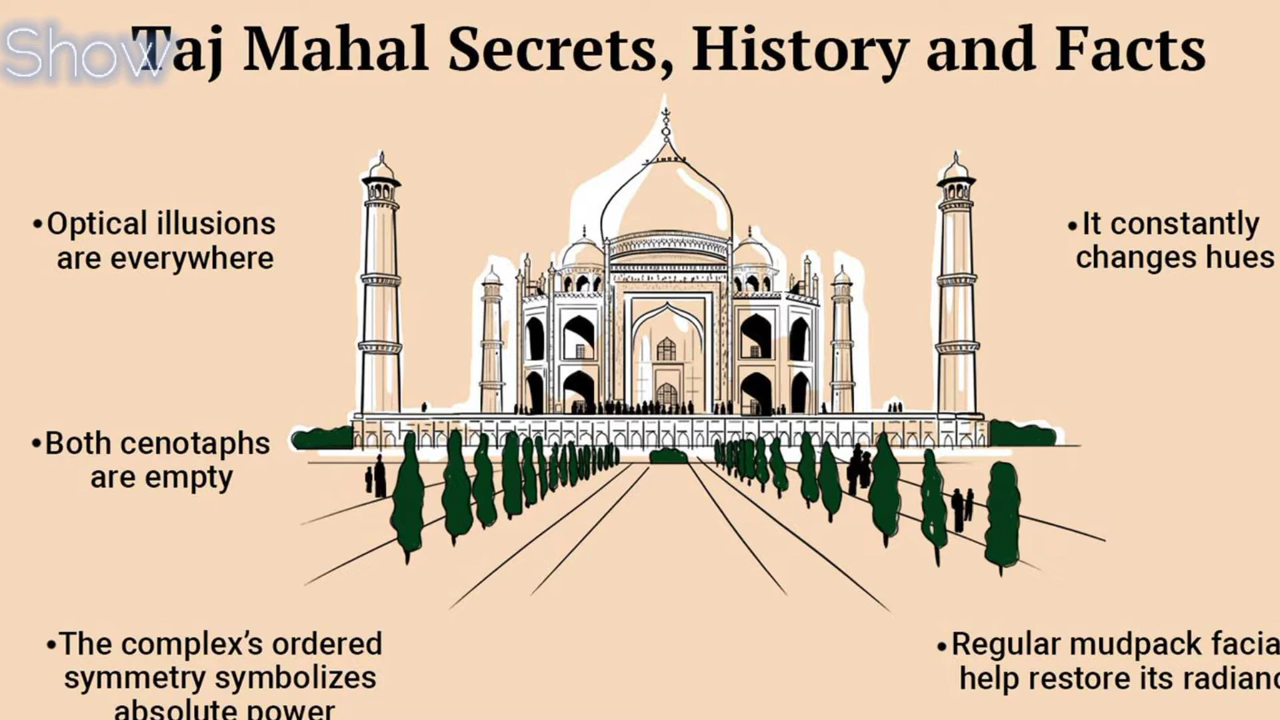 Show
Taj Mahal Secrets, History and Facts
•Optical illusions
are everywhere
•It constantly
changes hues
•Both cenotaphs
are empty
•The complex's ordered
symmetry symbolizes
absolute power
•Regular mudpack facia
help restore its radianc